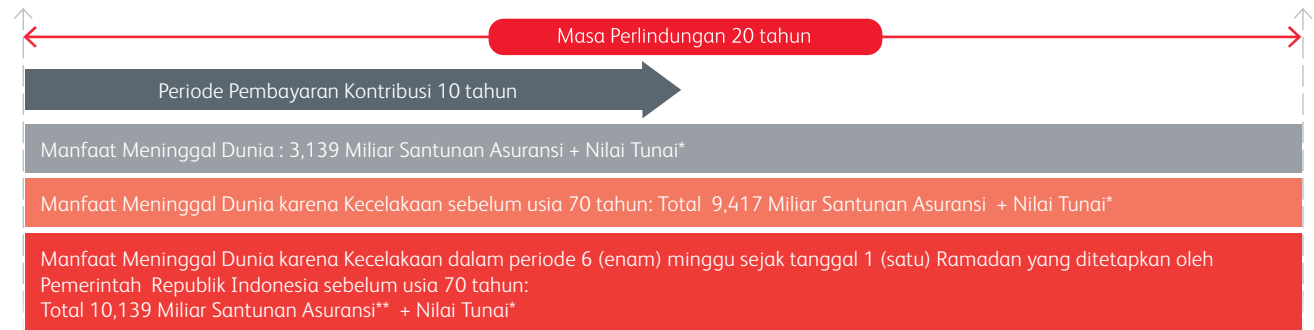 Masa Perlindungan 20 tahun
Periode Pembayaran Kontribusi 10 tahun
Manfaat Meninggal Dunia : 3,139 Miliar Santunan Asuransi + Nilai Tunai*
Manfaat Meninggal Dunia karena Kecelakaan sebelum usia 70 tahun: Total 9,417 Miliar Santunan Asuransi + Nilai Tunai*
Manfaat Meninggal Dunia karena Kecelakaan dalam periode 6 (enam) minggu sejak tanggal 1 (satu) Ramadan yang ditetapkan oleh
Pemerintah Republik Indonesia sebelum usia 70 tahun:
Total 10,139 Miliar Santunan Asuransi** + Nilai Tunai*